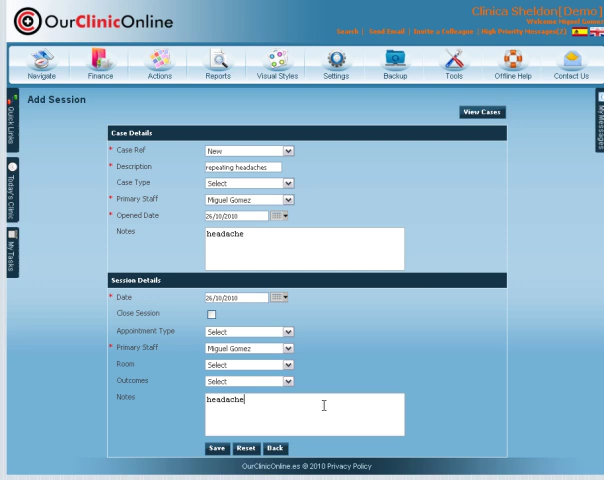 OurClinicOnline
Clinica Sheldon[Demo]
Welcome Miguel Gomez
Search | Send Email | Invite a Colleague | High Priority Messages(2)
Navigate Finance Actions Reports Visual Styles Settings Backup Tools Offline Help Contact Us
Quick Links
Today's Clinic
My Tasks
My Messages
Add Session
View Cases
Case Details
* Case Ref New
* Description repeating headaches
Case Type Select
* Primary Staff Miguel Gomez
* Opened Date 26/10/2010
Notes headache
Session Details
* Date 26/10/2010
Close Session
Appointment Type Select
* Primary Staff Miguel Gomez
Room Select
Outcomes Select
Notes headache
Save Reset Back
OurClinicOnline.es @ 2010 Privacy Policy